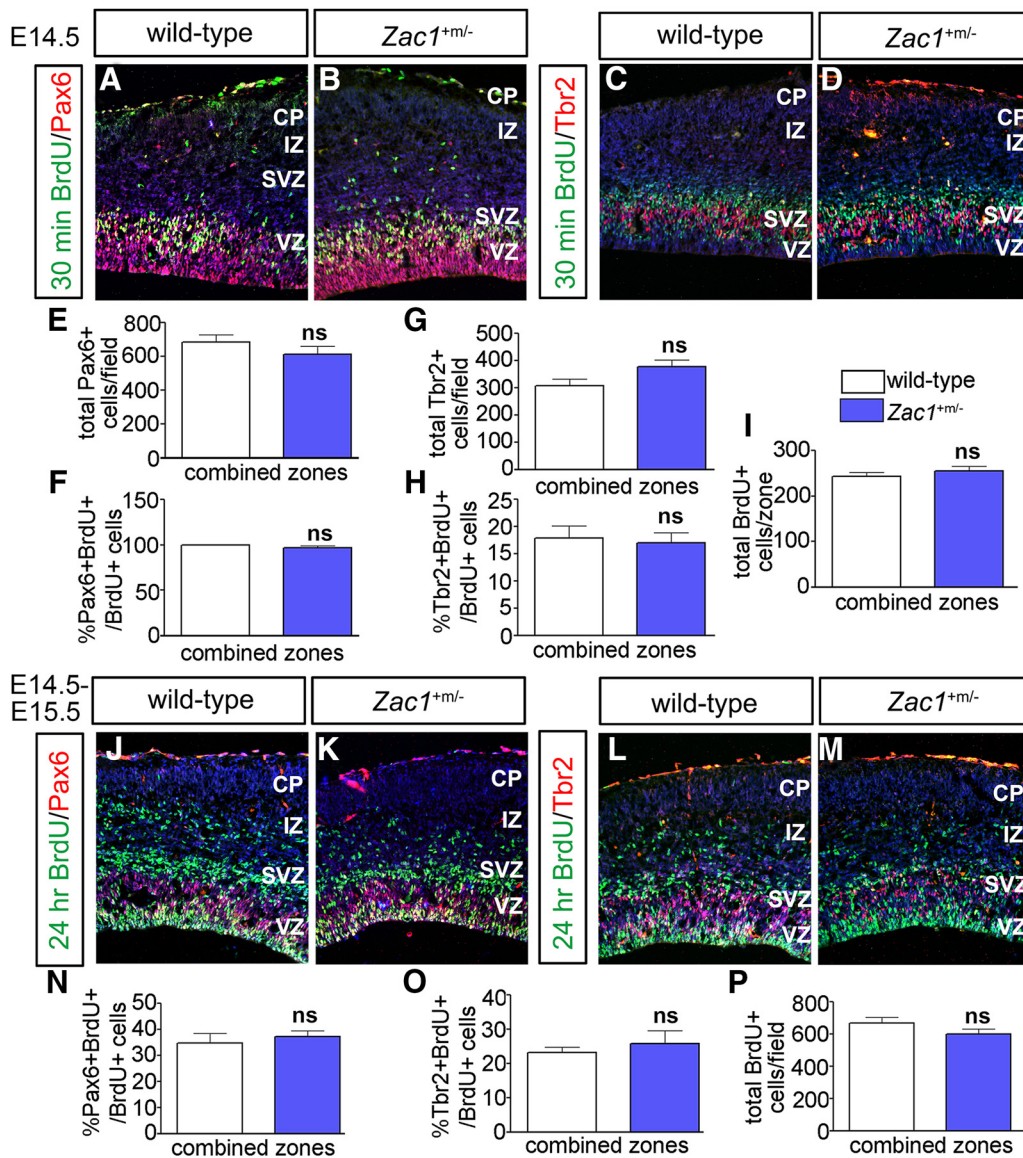 E14.5
wild-type
Zac1+m/-
wild-type
Zac1+m/-
30 min BrdU/Pax6
A
CP
IZ
SVZ
VZ
B
CP
IZ
SVZ
VZ
30 min BrdU/Tbr2
C
CP
IZ
SVZ
VZ
D
CP
IZ
SVZ
VZ
E
total Pax6+
cells/field
800
600
400
200
0
ns
combined zones
G
total Tbr2+
cells/field
500
400
300
200
100
0
ns
combined zones
wild-type
Zac1+m/-
F
%Pax6+BrdU+
/BrdU+ cells
150
100
50
0
ns
combined zones
H
%Tbr2+BrdU+
/BrdU+ cells
25
20
15
10
5
0
ns
combined zones
I
total BrdU+
cells/zone
300
200
100
0
ns
combined zones
E14.5-
E15.5
wild-type
Zac1+m/-
wild-type
Zac1+m/-
24 hr BrdU/Pax6
J
CP
IZ
SVZ
VZ
K
CP
IZ
SVZ
VZ
24 hr BrdU/Tbr2
L
CP
IZ
SVZ
VZ
M
CP
IZ
SVZ
VZ
N
%Pax6+BrdU+
/BrdU+ cells
50
40
30
20
10
0
ns
combined zones
O
%Tbr2+BrdU+
/BrdU+ cells
40
30
20
10
0
ns
combined zones
P
total BrdU+
cells/field
1000
800
600
400
200
0
ns
combined zones